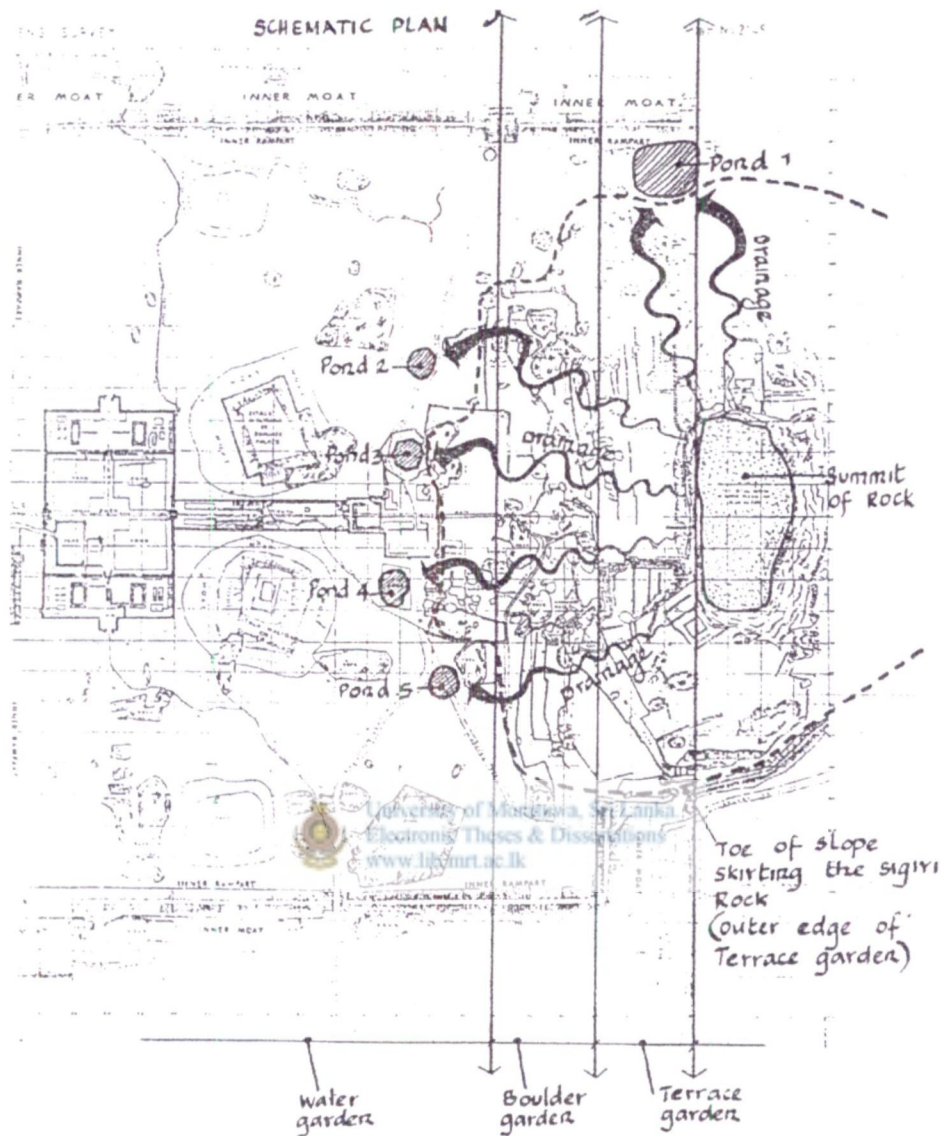 SCHEMATIC PLAN
ER MOAT
INNER MOAT
INNER MOAT
INNER RAMPART
INNER RAMPART
Pond 1
Drainage
Pond 2
Pond 3
Drainage
Summit
of Rock
Pond 4
Pond 5
Drainage
University of Moratuwa, Sri Lanka.
Electronic Theses & Dissertations
www.lib.mrt.ac.lk
INNER RAMPART
INNER RAMPART
INNER MOAT
Toe of slope
skirting the SIGIRI
Rock
(outer edge of
Terrace garden)
Water
garden
Boulder
garden
Terrace
garden